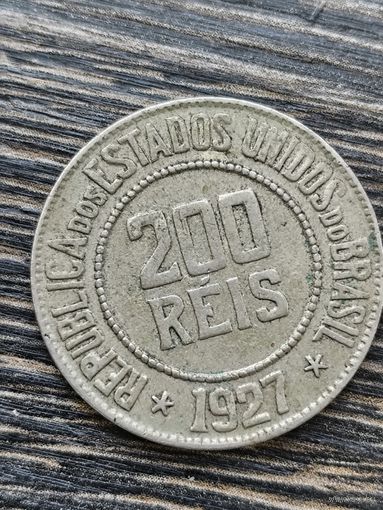 REPUBLICA DOS ESTADOS UNIDOS DO BRASIL
200
RÉIS
1927